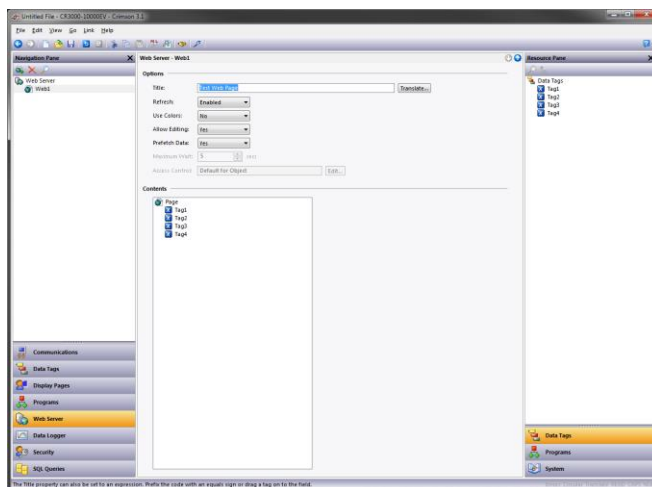 Untitled File - CR3000-10000EV - Crimson 3.1
File Edit View Go Link Help
Navigation Pane
Web Server
Web1
Communications
Data Tags
Display Pages
Programs
Web Server
Data Logger
Security
SQL Queries
Web Server - Web1
Options
Title: Test Web Page Translate...
Refresh: Enabled
Use Colors: No
Allow Editing: Yes
Prefetch Data: Yes
Maximum Wait: 5 secs
Access Control: Default for Object Edit...
Contents
Page
Tag1
Tag2
Tag3
Tag4
Resource Pane
Data Tags
Tag1
Tag2
Tag3
Tag4
Data Tags
Programs
System
The Title property can also be set to an expression. Prefix the code with an equals sign or drag a tag on to the field.